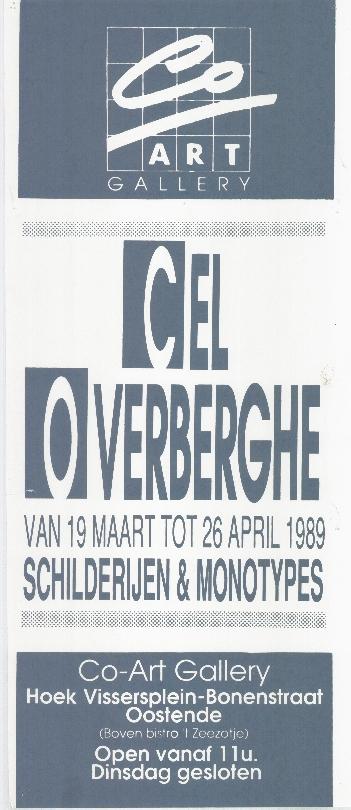 Co
ART
GALLERY
CEL
OVERBERGHE
VAN 19 MAART TOT 26 APRIL 1989
SCHILDERIJEN & MONOTYPES
Co-Art Gallery
Hoek Vissersplein-Bonenstraat
Oostende
(Boven bistro 't Zeezotje)
Open vanaf 11u.
Dinsdag gesloten